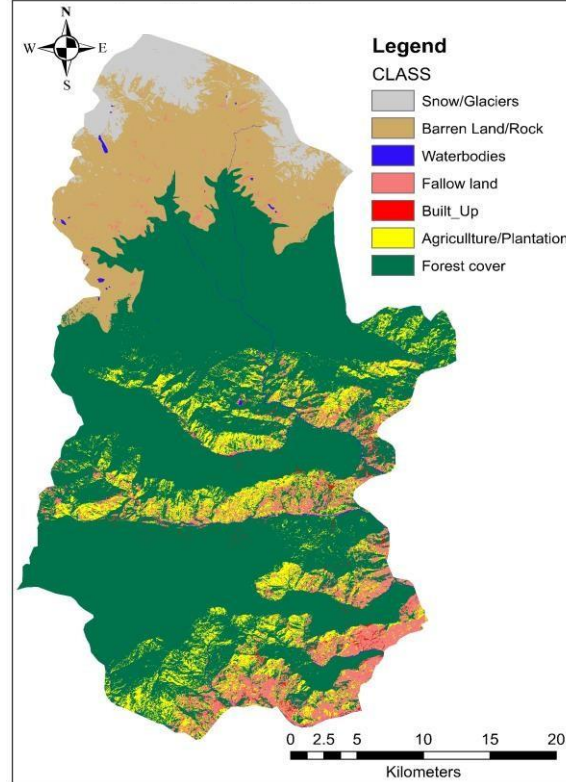 N
W E
S
Legend
CLASS
Snow/Glaciers
Barren Land/Rock
Waterbodies
Fallow land
Built_Up
Agricullture/Plantation
Forest cover
0 2.5 5 10 15 20
Kilometers